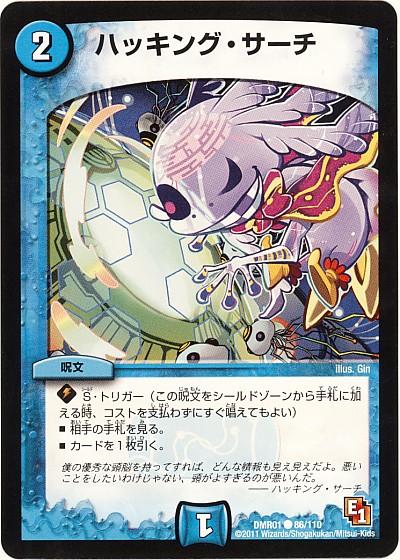 2
ハッキング・サーチ
illus. Gin
呪文
S・トリガー（この呪文をシールドゾーンから手札に加
える時、コストを支払わずにすぐ唱えてもよい）
■ 相手の手札を見る。
■ カードを1枚引く。
僕の優秀な頭脳を持ってすれば、どんな情報も見え見えだよ。悪い
ことをしたいわけじゃない、頭がよすぎるのが悪いんだ。
── ハッキング・サーチ
1
DMR01 ● 86/110
©2011 Wizards/Shogakukan/Mitsui-Kids
E1